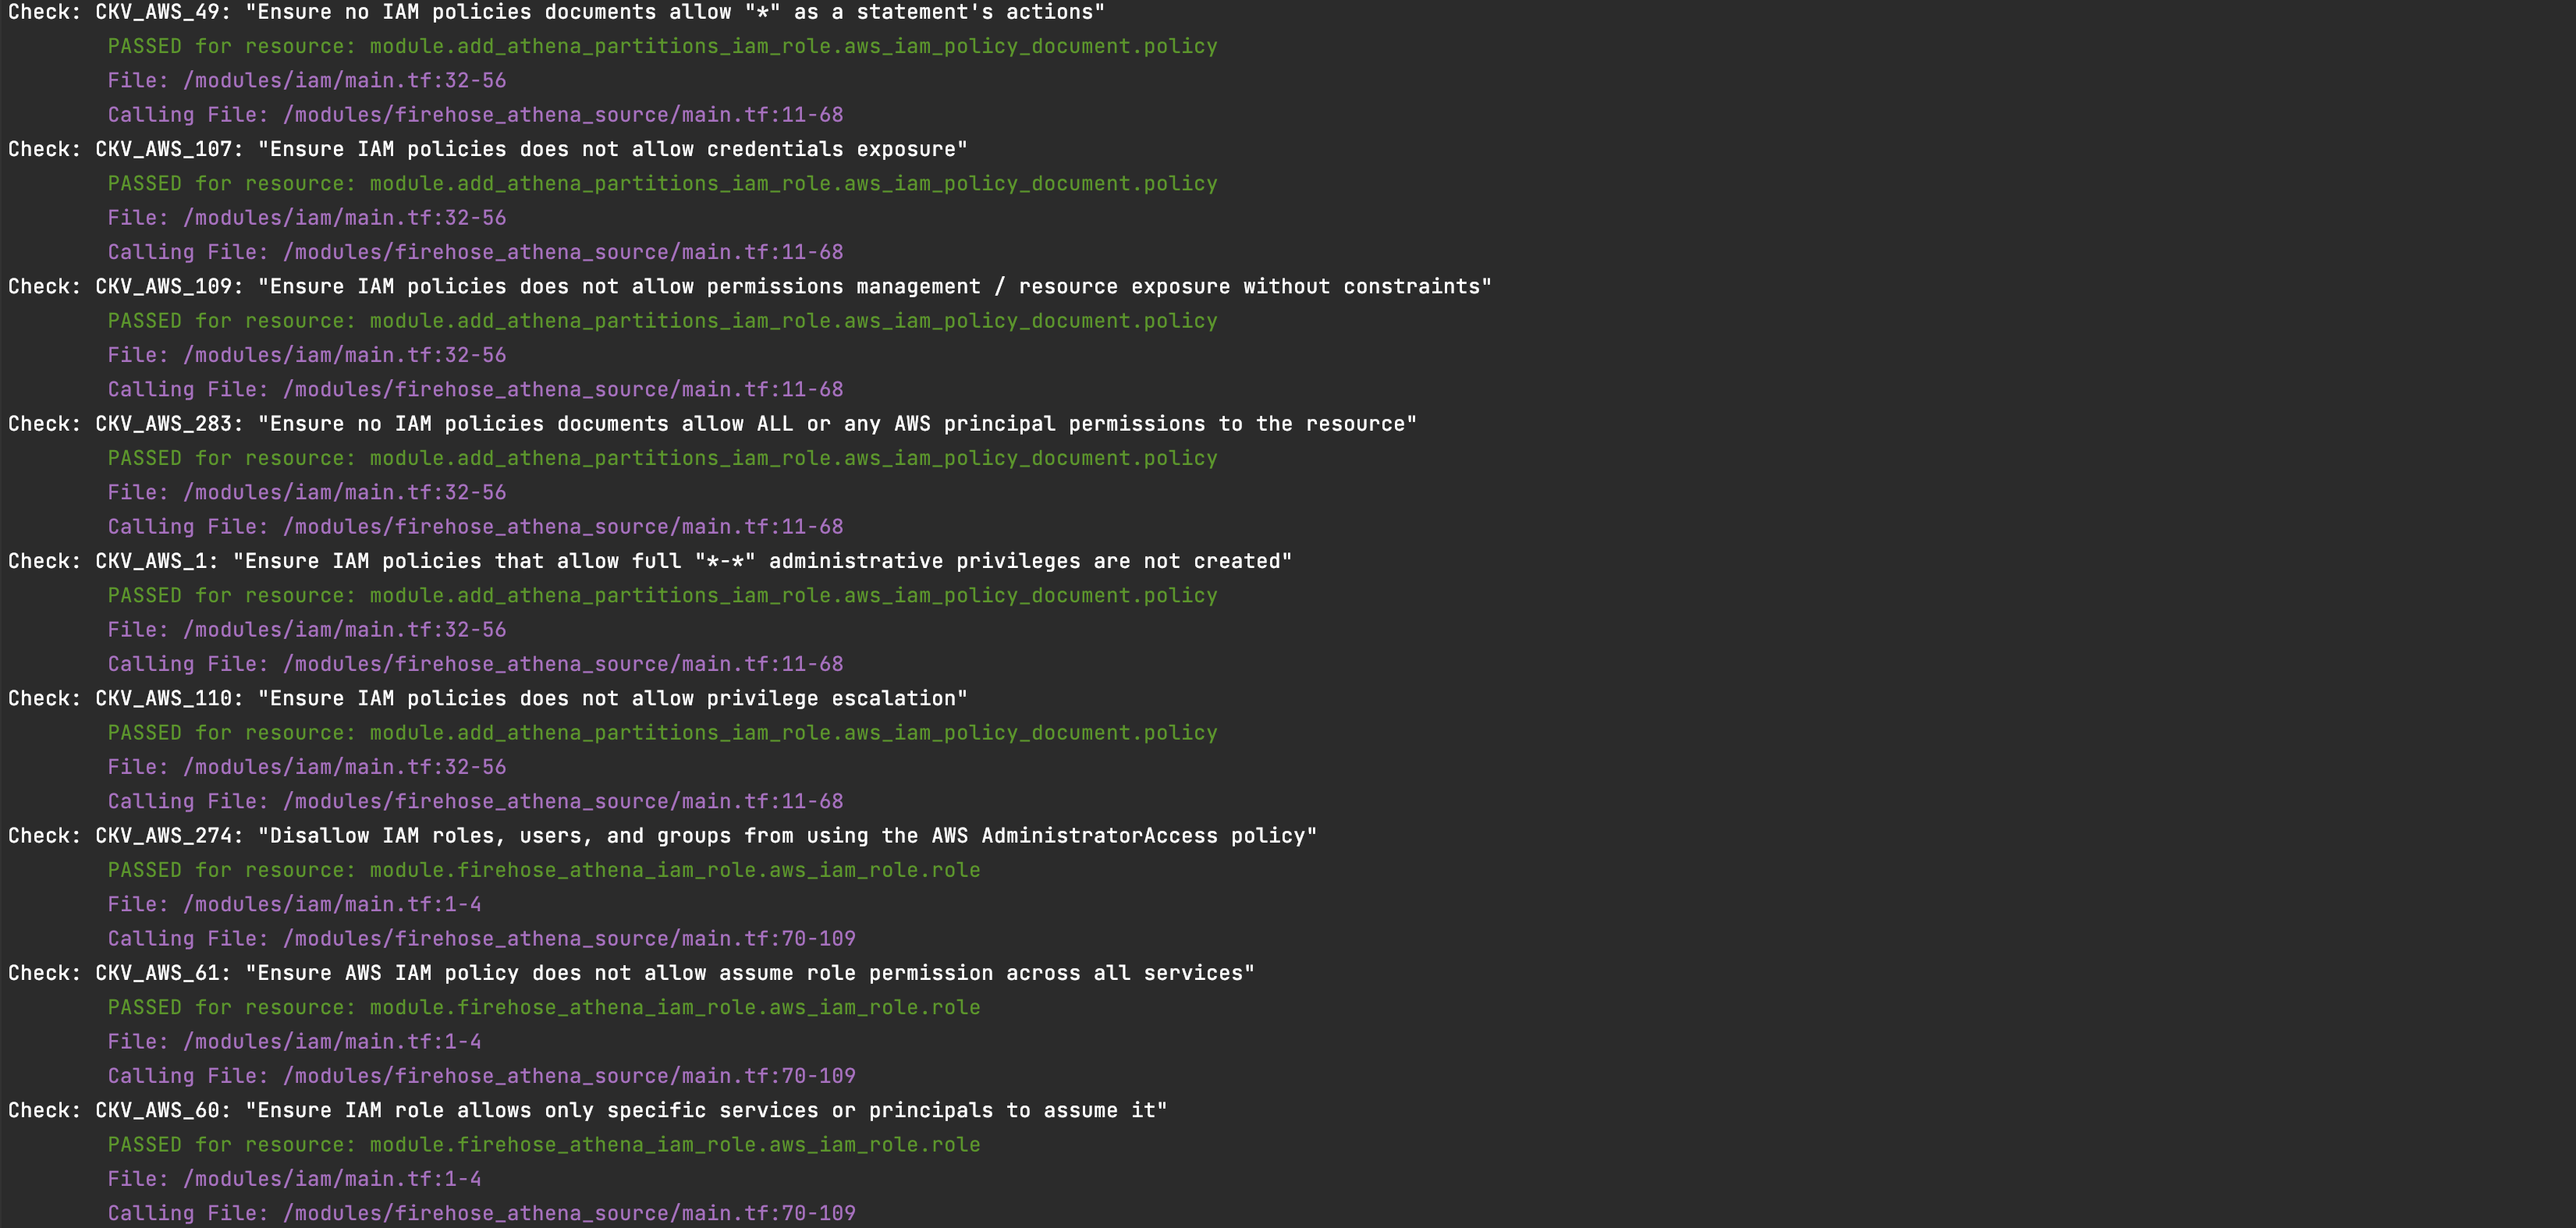 Check: CKV_AWS_49: "Ensure no IAM policies documents allow "*" as a statement's actions"
PASSED for resource: module.add_athena_partitions_iam_role.aws_iam_policy_document.policy
File: /modules/iam/main.tf:32-56
Calling File: /modules/firehose_athena_source/main.tf:11-68
Check: CKV_AWS_107: "Ensure IAM policies does not allow credentials exposure"
PASSED for resource: module.add_athena_partitions_iam_role.aws_iam_policy_document.policy
File: /modules/iam/main.tf:32-56
Calling File: /modules/firehose_athena_source/main.tf:11-68
Check: CKV_AWS_109: "Ensure IAM policies does not allow permissions management / resource exposure without constraints"
PASSED for resource: module.add_athena_partitions_iam_role.aws_iam_policy_document.policy
File: /modules/iam/main.tf:32-56
Calling File: /modules/firehose_athena_source/main.tf:11-68
Check: CKV_AWS_283: "Ensure no IAM policies documents allow ALL or any AWS principal permissions to the resource"
PASSED for resource: module.add_athena_partitions_iam_role.aws_iam_policy_document.policy
File: /modules/iam/main.tf:32-56
Calling File: /modules/firehose_athena_source/main.tf:11-68
Check: CKV_AWS_1: "Ensure IAM policies that allow full "*-*" administrative privileges are not created"
PASSED for resource: module.add_athena_partitions_iam_role.aws_iam_policy_document.policy
File: /modules/iam/main.tf:32-56
Calling File: /modules/firehose_athena_source/main.tf:11-68
Check: CKV_AWS_110: "Ensure IAM policies does not allow privilege escalation"
PASSED for resource: module.add_athena_partitions_iam_role.aws_iam_policy_document.policy
File: /modules/iam/main.tf:32-56
Calling File: /modules/firehose_athena_source/main.tf:11-68
Check: CKV_AWS_274: "Disallow IAM roles, users, and groups from using the AWS AdministratorAccess policy"
PASSED for resource: module.firehose_athena_iam_role.aws_iam_role.role
File: /modules/iam/main.tf:1-4
Calling File: /modules/firehose_athena_source/main.tf:70-109
Check: CKV_AWS_61: "Ensure AWS IAM policy does not allow assume role permission across all services"
PASSED for resource: module.firehose_athena_iam_role.aws_iam_role.role
File: /modules/iam/main.tf:1-4
Calling File: /modules/firehose_athena_source/main.tf:70-109
Check: CKV_AWS_60: "Ensure IAM role allows only specific services or principals to assume it"
PASSED for resource: module.firehose_athena_iam_role.aws_iam_role.role
File: /modules/iam/main.tf:1-4
Calling File: /modules/firehose_athena_source/main.tf:70-109